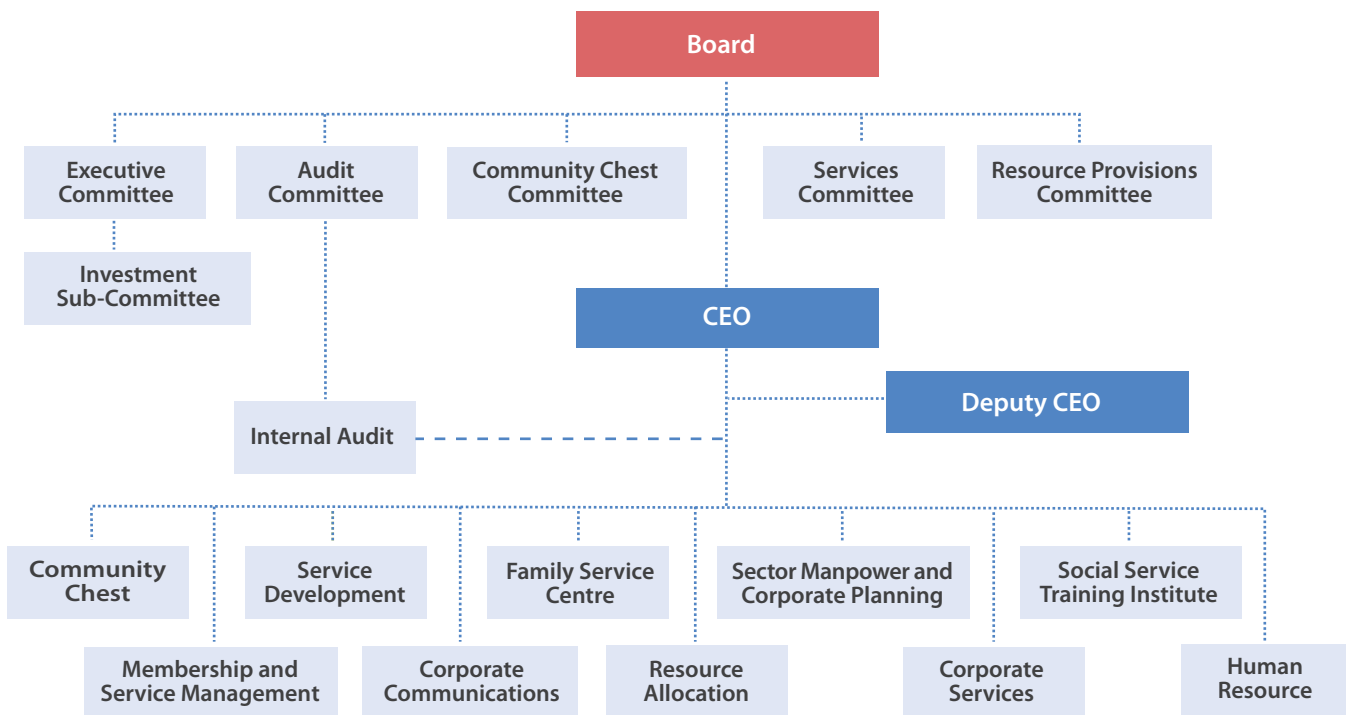 Board
Executive
Committee
Audit
Committee
Community Chest
Committee
Services
Committee
Resource Provisions
Committee
Investment
Sub-Committee
CEO
Deputy CEO
Internal Audit
Community
Chest
Service
Development
Family Service
Centre
Sector Manpower and
Corporate Planning
Social Service
Training Institute
Membership and
Service Management
Corporate
Communications
Resource
Allocation
Corporate
Services
Human
Resource